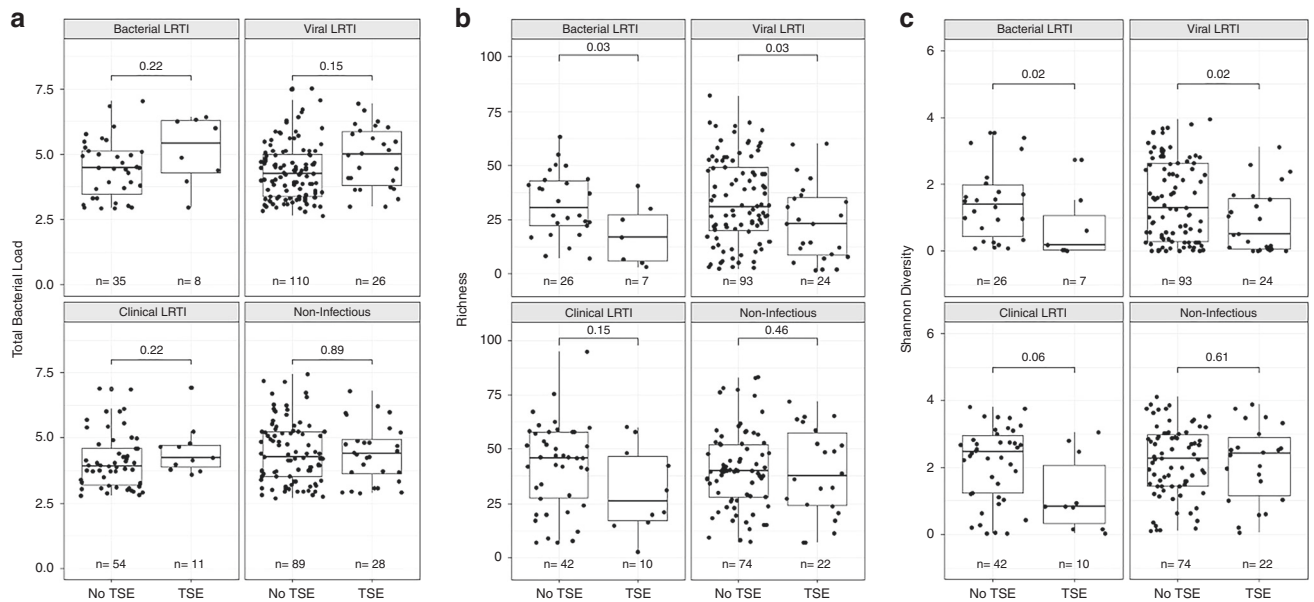 a
Bacterial LRTI
Viral LRTI
0.22
0.15
7.5
5.0
2.5
0.0
n= 35
n= 8
n= 110
n= 26
Clinical LRTI
Non-Infectious
0.22
0.89
7.5
5.0
2.5
0.0
n= 54
n= 11
n= 89
n= 28
No TSE
TSE
No TSE
TSE
Total Bacterial Load
b
Bacterial LRTI
Viral LRTI
0.03
0.03
100
50
25
0
n= 26
n= 7
n= 93
n= 24
Clinical LRTI
Non-Infectious
0.15
0.46
100
50
25
0
n= 42
n= 10
n= 74
n= 22
No TSE
TSE
No TSE
TSE
Richness
c
Bacterial LRTI
Viral LRTI
0.02
0.02
6
4
2
0
n= 26
n= 7
n= 93
n= 24
Clinical LRTI
Non-Infectious
0.06
0.61
6
4
2
0
n= 42
n= 10
n= 74
n= 22
No TSE
TSE
No TSE
TSE
Shannon Diversity